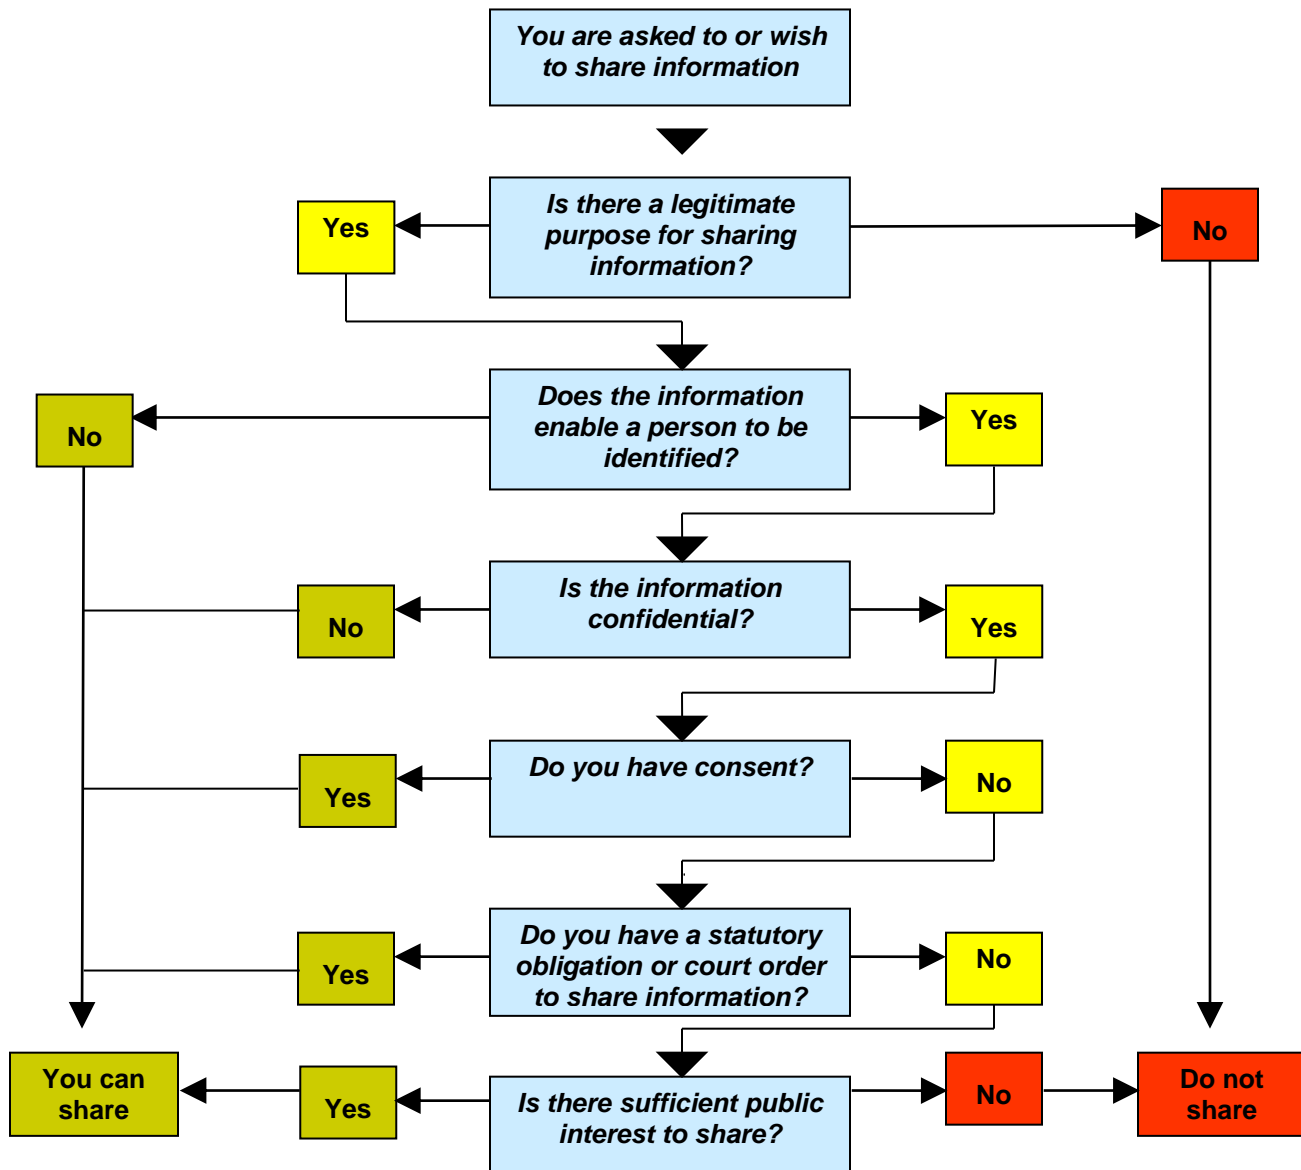 You are asked to or wish
to share information
Is there a legitimate
purpose for sharing
information?
Yes
No
Does the information
enable a person to be
identified?
No
Yes
Is the information
confidential?
No
Yes
Do you have consent?
Yes
No
Do you have a statutory
obligation or court order
to share information?
Yes
No
You can
share
Yes
Is there sufficient public
interest to share?
No
Do not
share